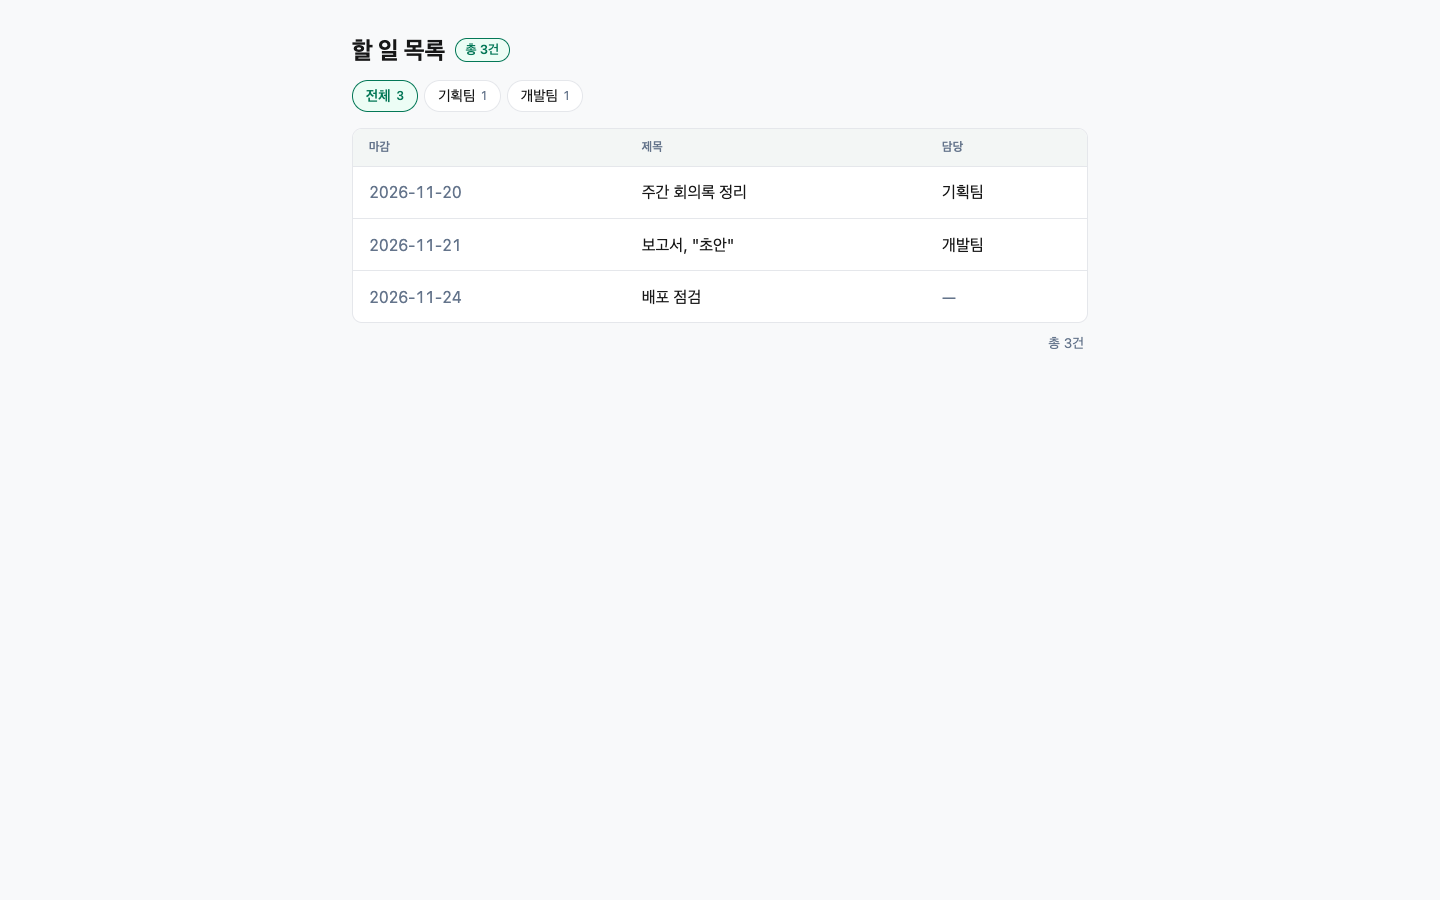 할 일 목록 총 3건
전체 3 기획팀 1 개발팀 1
마감 제목 담당
2026-11-20 주간 회의록 정리 기획팀
2026-11-21 보고서, "초안" 개발팀
2026-11-24 배포 점검 —
총 3건